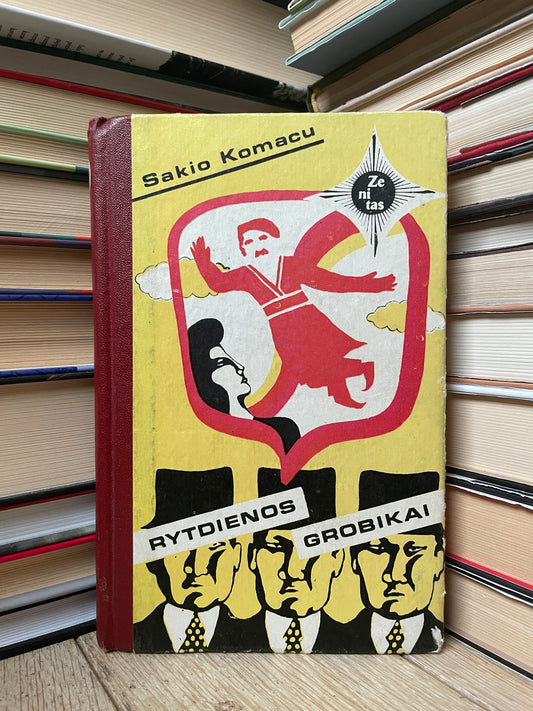 Sakio Komacu
Ze
ni
tas
RYTDIENOS
GROBIKAI